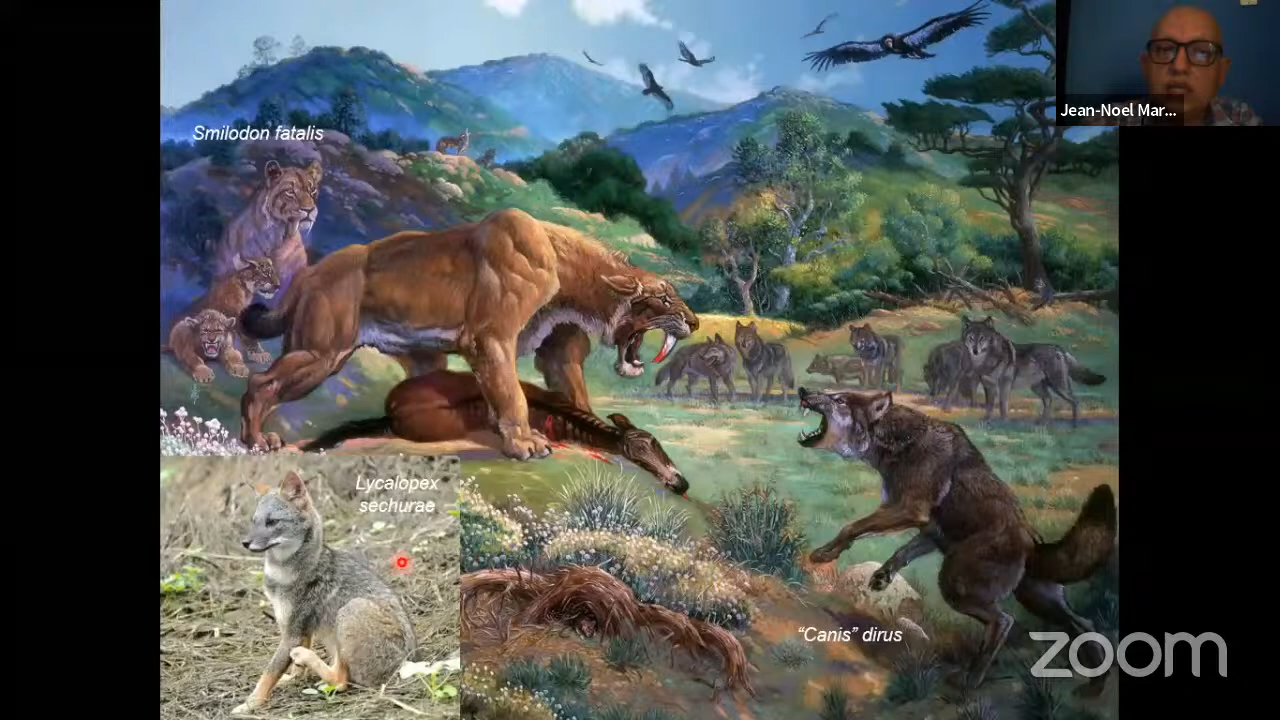 Jean-Noel Mar...
Smilodon fatalis
Lycalopex
sechurae
“Canis” dirus
zoom